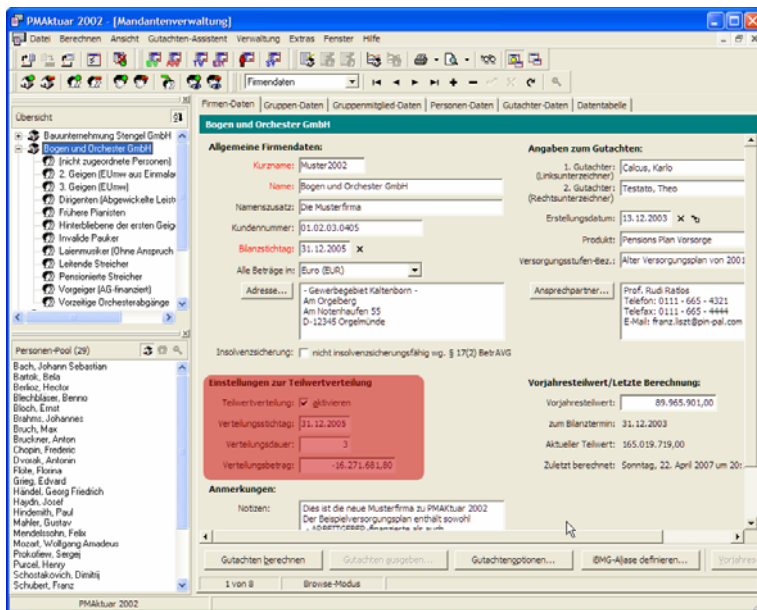 PMAktuar 2002 - [Mandantenverwaltung]
Datei Berechnen Ansicht Gutachten-Assistent Verwaltung Extras Fenster Hilfe
Firmendaten
Übersicht
Bauunternehmung Stengel GmbH
Bogen und Orchester GmbH
(nicht zugeordnete Personen)
2. Geigen (EUmw aus Einmala
3. Geigen (EUmw)
Dirigenten (Abgewickelte Leist
Frühere Pianisten
Hinterbliebene der ersten Geig
Invalide Pauker
Laienmusiker (Ohne Anspruch
Leitende Streicher
Pensionierte Streicher
Vorgeiger (AG-finanziert)
Vorzeitige Orchesterabgänge
Personen-Pool (29)
Bach, Johann Sebastian
Bartok, Bela
Berlioz, Hector
Blechbläser, Benno
Bloch, Ernst
Brahms, Johannes
Bruch, Max
Bruckner, Anton
Chopin, Frederic
Dvorak, Antonin
Flöte, Florina
Grieg, Edvard
Händel, Georg Friedrich
Haydn, Josef
Hindemith, Paul
Mahler, Gustav
Mendelssohn, Felix
Mozart, Wolfgang Amadeus
Prokofiew, Sergej
Purcel, Henry
Schostakovich, Dimitrij
Schubert, Franz
Firmen-Daten Gruppen-Daten Gruppenmitglied-Daten Personen-Daten Gutachter-Daten Datentabelle
Bogen und Orchester GmbH
Allgemeine Firmendaten:
Kurzname: Muster2002
Name: Bogen und Orchester GmbH
Namenszusatz: Die Musterfirma
Kundennummer: 01.02.03.0405
Bilanzstichtag: 31.12.2005
Alle Beträge in: Euro (EUR)
Adresse... - Gewerbegebiet Kaltenborn -
Am Orgelberg
Am Notenhaufen 55
D-12345 Orgelmünde
Insolvenzsicherung: nicht insolvenzsicherungsfähig wg. § 17(2) BetrAVG
Angaben zum Gutachten:
1. Gutachter: Calcus, Karlo
(Linksunterzeichner)
2. Gutachter: Testato, Theo
(Rechtsunterzeichner)
Erstellungsdatum: 13.12.2003
Produkt: Pensions Plan Vorsorge
Versorgungsstufen-Bez.: Alter Versorgungsplan von 2001
Ansprechpartner... Prof. Rudi Ratlos
Telefon: 0111 - 665 - 4321
Telefax: 0111 - 665 - 4444
E-Mail: franz.liszt@pin-pal.com
Einstellungen zur Teilwertverteilung
Teilwertverteilung: aktivieren
Verteilungsstichtag: 31.12.2005
Verteilungsdauer: 3
Verteilungsbetrag: -16.271.681,80
Vorjahresteilwert/Letzte Berechnung:
Vorjahresteilwert: 89.965.901,00
zum Bilanztermin: 31.12.2003
Aktueller Teilwert: 165.019.719,00
Zuletzt berechnet: Sonntag, 22. April 2007 um 20:
Anmerkungen:
Notizen: Dies ist die neue Musterfirma zu PMAktuar 2002
Der Beispielversorgungsplan enthält sowohl
- ARBEITGEBER-finanzierte als auch
Gutachten berechnen Gutachten ausgeben... Gutachtenoptionen... iBMG-Aliase definieren... Vorjahres
1 von 8 Browse-Modus
PMAktuar 2002